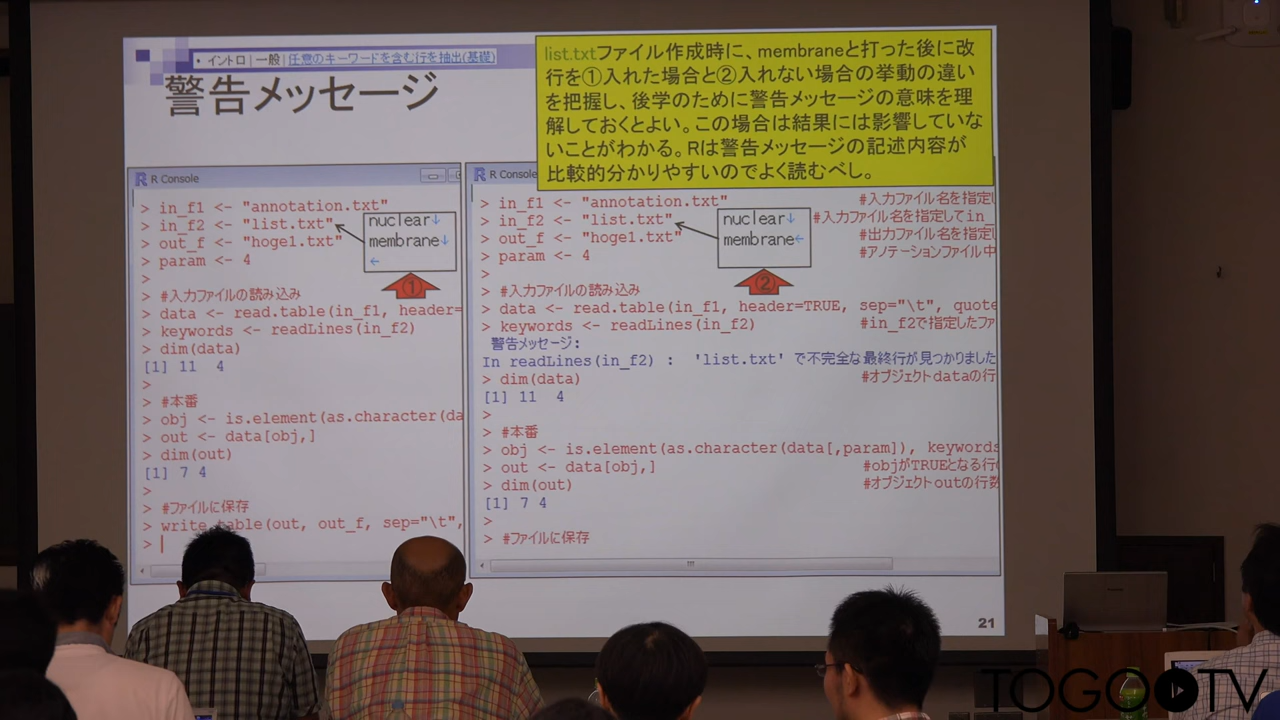 • イントロ | 一般 | 任意のキーワードを含む行を抽出(基礎)
警告メッセージ
list.txtファイル作成時に、membraneと打った後に改
行を①入れた場合と②入れない場合の挙動の違い
を把握し、後学のために警告メッセージの意味を理
解しておくとよい。この場合は結果には影響していな
いことがわかる。Rは警告メッセージの記述内容が
比較的分かりやすいのでよく読むべし。
R Console
> in_f1 <- "annotation.txt"
> in_f2 <- "list.txt"
> out_f <- "hoge1.txt"
> param <- 4
>
> #入力ファイルの読み込み
> data <- read.table(in_f1, header=
> keywords <- readLines(in_f2)
> dim(data)
[1] 11 4
>
> #本番
> obj <- is.element(as.character(da
> out <- data[obj,]
> dim(out)
[1] 7 4
>
> #ファイルに保存
> write.table(out, out_f, sep="\t",
>
nuclear↓
membrane↓
←
①
R Console
> in_f1 <- "annotation.txt" #入力ファイル名を指定し
> in_f2 <- "list.txt" #入力ファイル名を指定してin_
> out_f <- "hoge1.txt" #出力ファイル名を指定し
> param <- 4 #アノテーションファイル中
>
> #入力ファイルの読み込み
> data <- read.table(in_f1, header=TRUE, sep="\t", quote
> keywords <- readLines(in_f2) #in_f2で指定したファ
警告メッセージ:
In readLines(in_f2) : 'list.txt' で不完全な最終行が見つかりました
> dim(data) #オブジェクトdataの行
[1] 11 4
>
> #本番
> obj <- is.element(as.character(data[,param]), keywords
> out <- data[obj,] #objがTRUEとなる行の
> dim(out) #オブジェクトoutの行数
[1] 7 4
>
> #ファイルに保存
nuclear↓
membrane←
②
21
TOGO TV